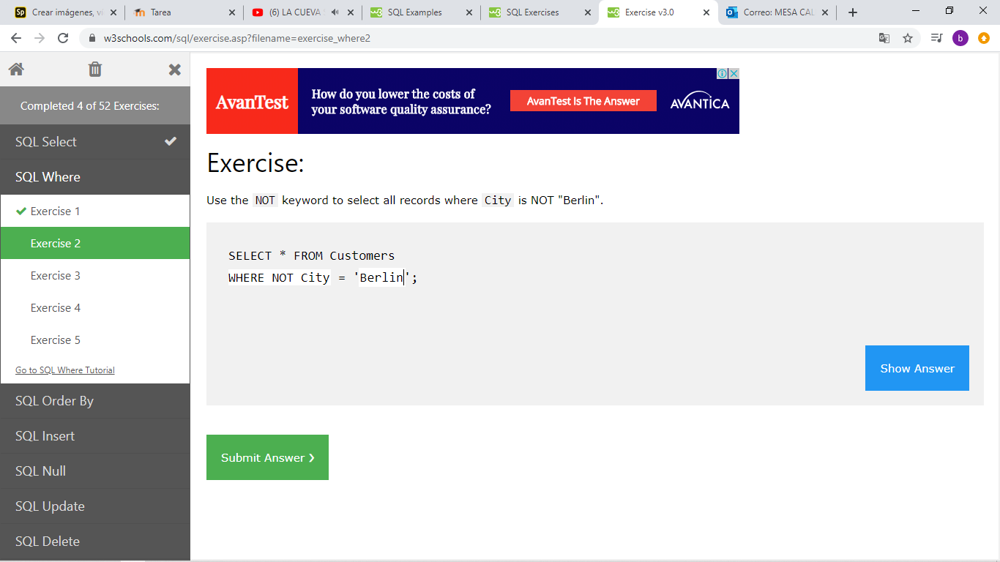 Crear imágenes, ví
Tarea
(6) LA CUEVA S
SQL Examples
SQL Exercises
Exercise v3.0
Correo: MESA CAL
w3schools.com/sql/exercise.asp?filename=exercise_where2
Completed 4 of 52 Exercises:
SQL Select
SQL Where
Exercise 1
Exercise 2
Exercise 3
Exercise 4
Exercise 5
Go to SQL Where Tutorial
SQL Order By
SQL Insert
SQL Null
SQL Update
SQL Delete
AvanTest
How do you lower the costs of
your software quality assurance?
AvanTest Is The Answer
AVANTICA
Exercise:
Use the NOT keyword to select all records where City is NOT "Berlin".
SELECT * FROM Customers
WHERE NOT City = 'Berlin';
Show Answer
Submit Answer ❯